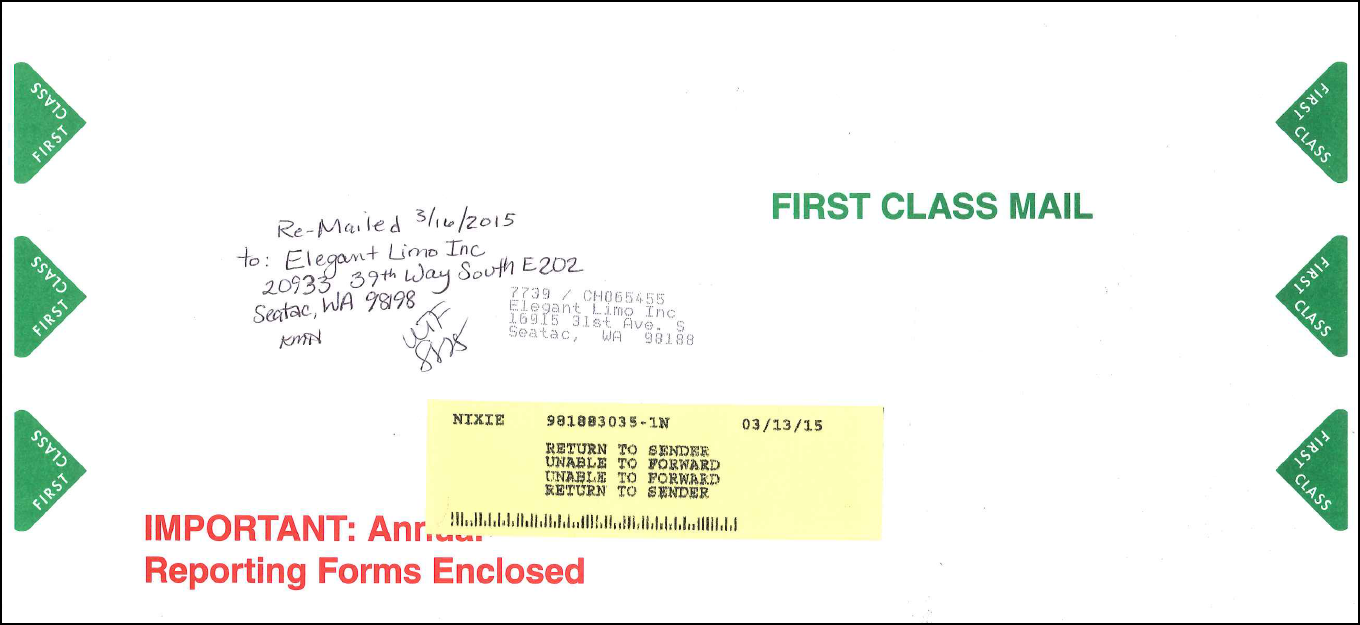 FIRST CLASS
FIRST CLASS
FIRST CLASS MAIL
Re-Mailed 3/16/2015
to: Elegant Limo Inc
20933 39th Way South E202
Seatac, WA 98198
KMN
7739 / CH065455
Elegant Limo Inc
16915 31st Ave. S
Seatac, WA 98188
FIRST CLASS
FIRST CLASS
NIXIE 981883035-1N 03/13/15
RETURN TO SENDER
UNABLE TO FORWARD
UNABLE TO FORWARD
RETURN TO SENDER
FIRST CLASS
FIRST CLASS
IMPORTANT: Annual
Reporting Forms Enclosed